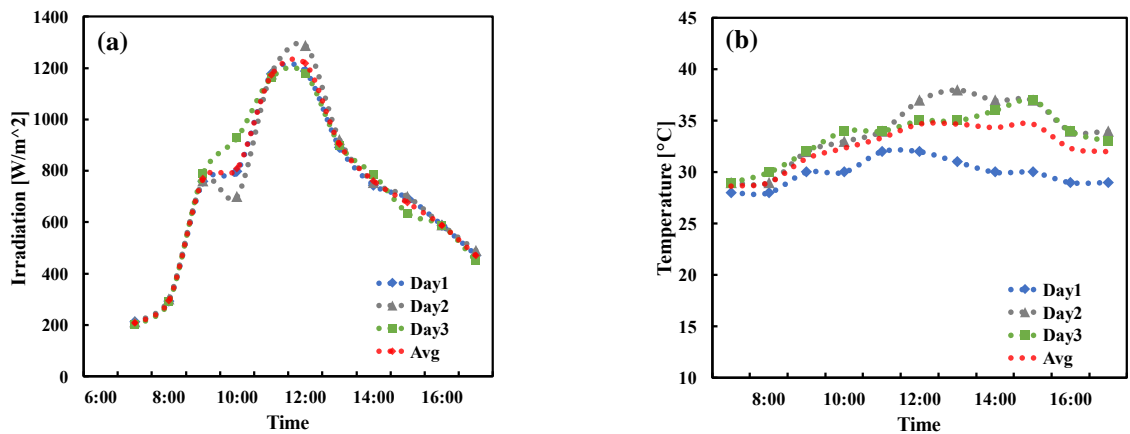 (a)
Irradiation [W/m^2]
1400
1200
1000
800
600
400
200
0
6:00 8:00 10:00 12:00 14:00 16:00
Time
Day1
Day2
Day3
Avg
(b)
Temperature [°C]
45
40
35
30
25
20
15
10
8:00 10:00 12:00 14:00 16:00
Time
Day1
Day2
Day3
Avg